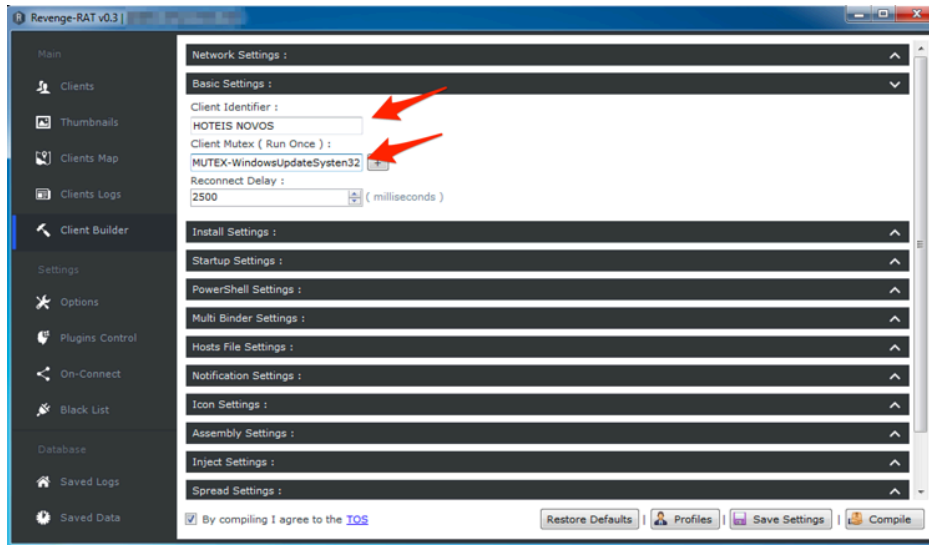 Revenge-RAT v0.3 |
Main
Clients
Thumbnails
Clients Map
Clients Logs
Client Builder
Settings
Options
Plugins Control
On-Connect
Black List
Database
Saved Logs
Saved Data
Network Settings :
Basic Settings :
Client Identifier :
HOTEIS NOVOS
Client Mutex ( Run Once ) :
MUTEX-WindowsUpdateSysten32
+
Reconnect Delay :
2500 ( milliseconds )
Install Settings :
Startup Settings :
PowerShell Settings :
Multi Binder Settings :
Hosts File Settings :
Notification Settings :
Icon Settings :
Assembly Settings :
Inject Settings :
Spread Settings :
By compiling I agree to the TOS
Restore Defaults | Profiles | Save Settings | Compile